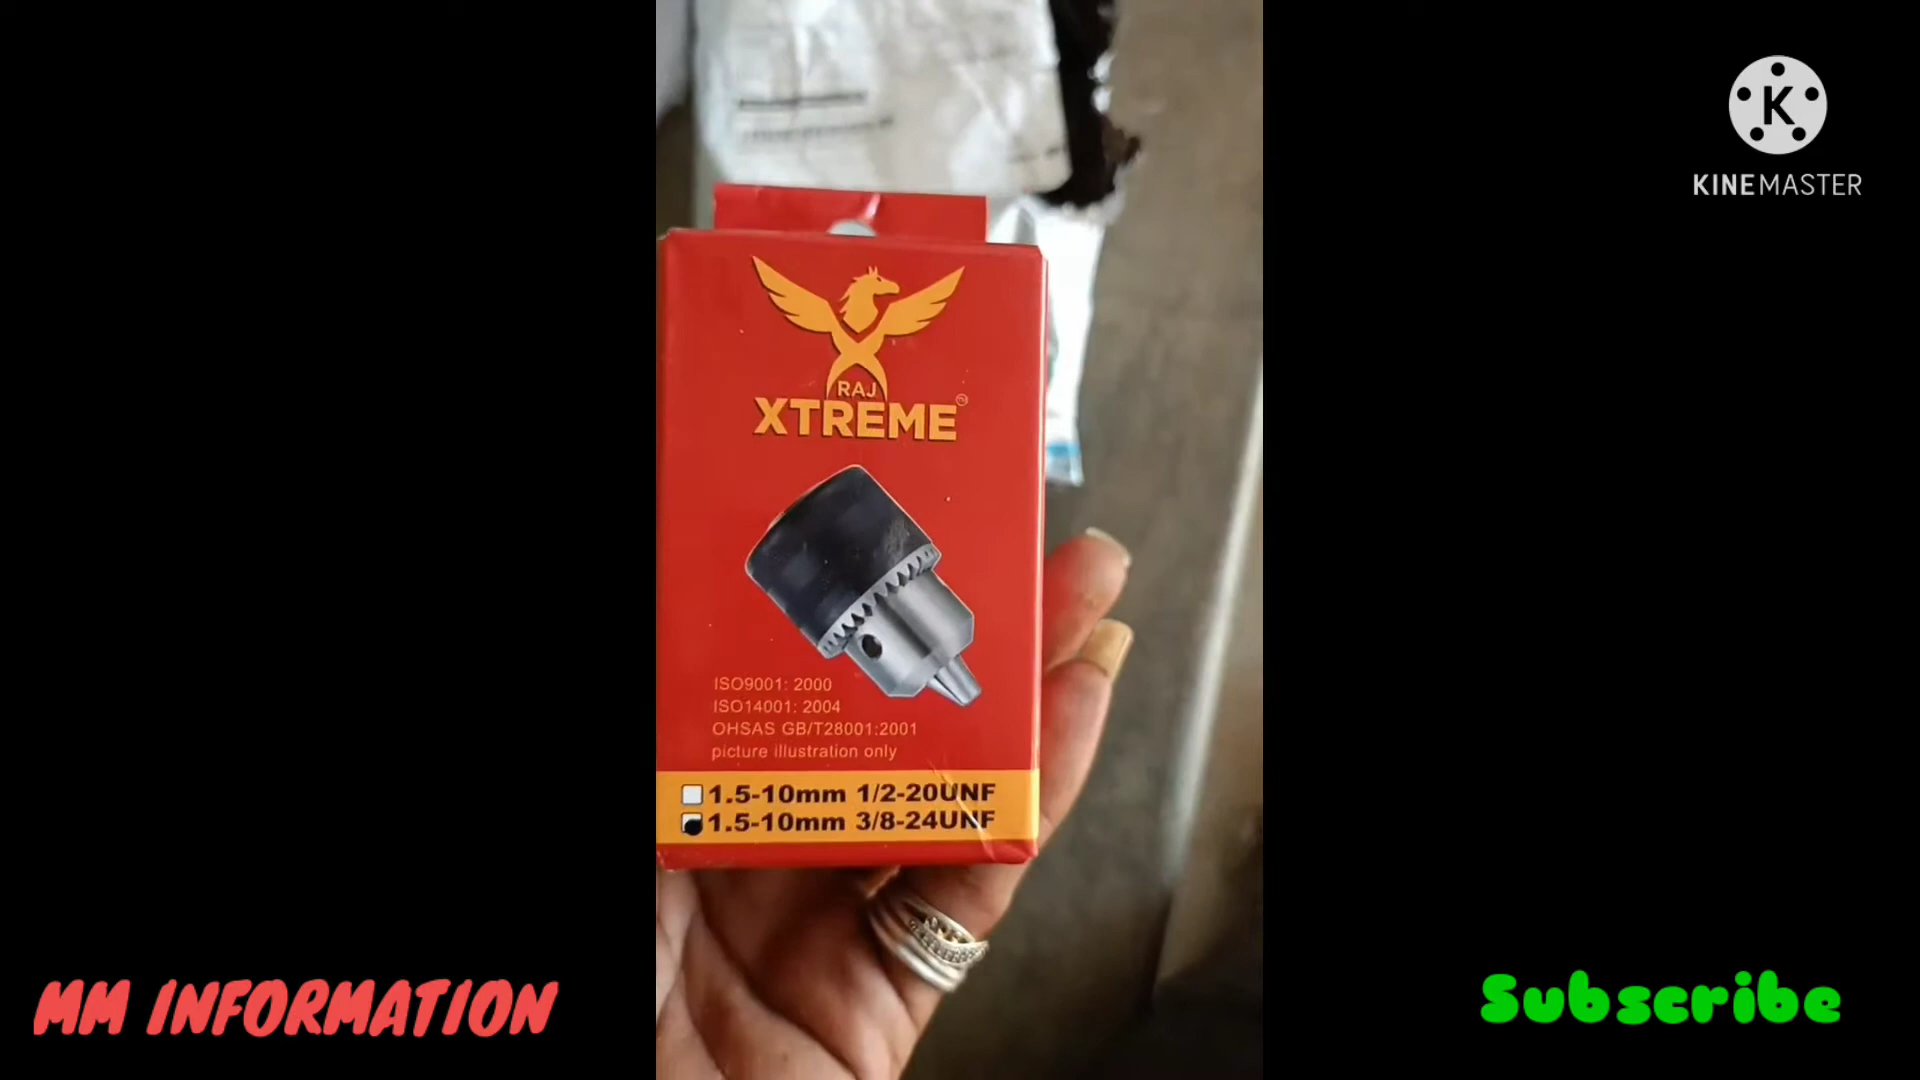 KINEMASTER
RAJ
XTREME
ISO9001: 2000
ISO14001: 2004
OHSAS GB/T28001:2001
picture illustration only
1.5-10mm 1/2-20UNF
1.5-10mm 3/8-24UNF
MM INFORMATION
Subscribe